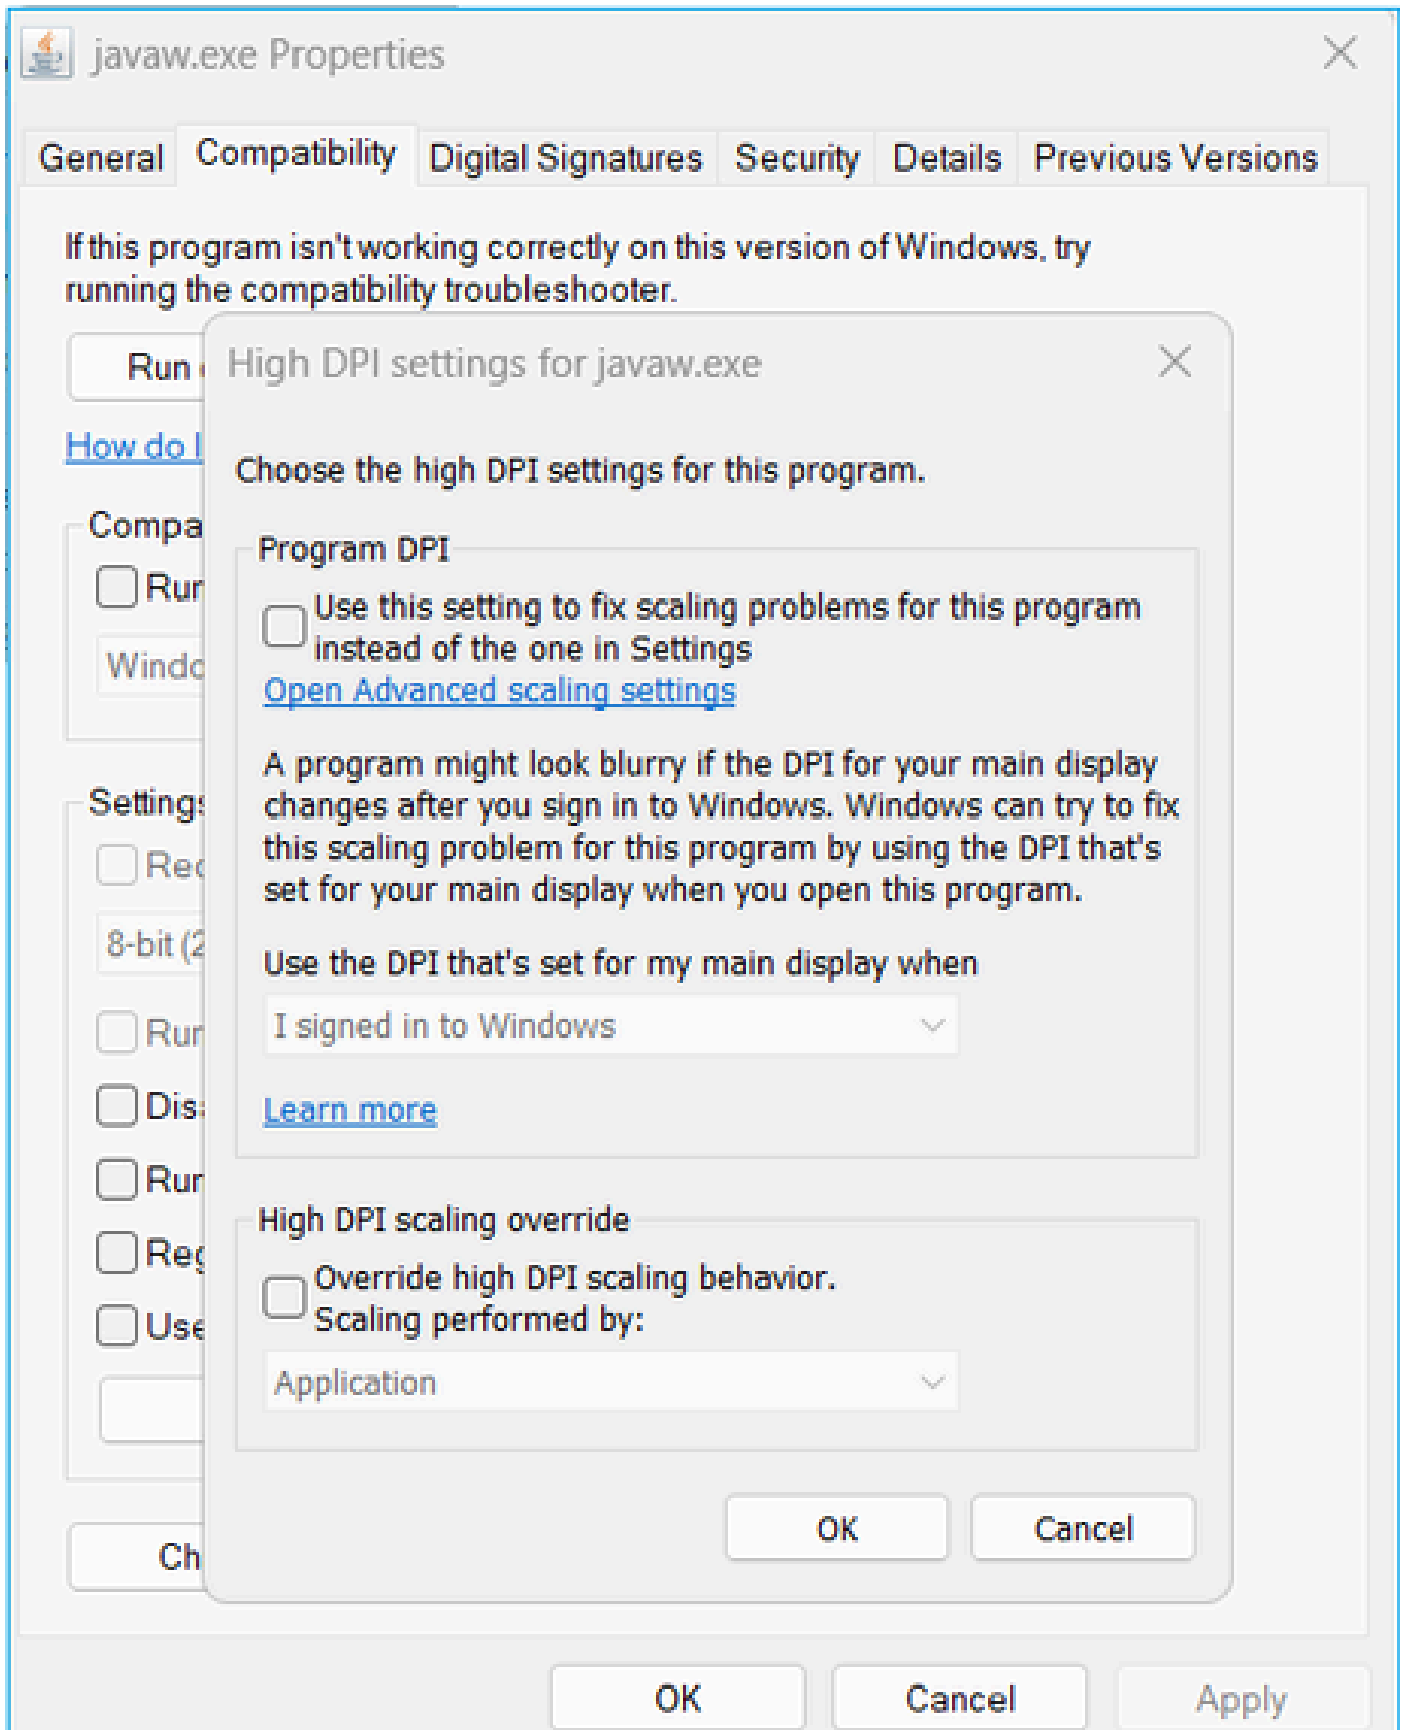 javaw.exe Properties
General Compatibility Digital Signatures Security Details Previous Versions
If this program isn't working correctly on this version of Windows, try
running the compatibility troubleshooter.
Run
How do I
High DPI settings for javaw.exe
Choose the high DPI settings for this program.
Compa
Program DPI
Run
Use this setting to fix scaling problems for this program
instead of the one in Settings
Windo
Open Advanced scaling settings
A program might look blurry if the DPI for your main display
changes after you sign in to Windows. Windows can try to fix
this scaling problem for this program by using the DPI that's
set for your main display when you open this program.
Settings
Red
8-bit (2
Use the DPI that's set for my main display when
I signed in to Windows
Run
Disa
Learn more
Run
Reg
Use
High DPI scaling override
Override high DPI scaling behavior.
Scaling performed by:
Application
OK Cancel
Ch
OK Cancel Apply